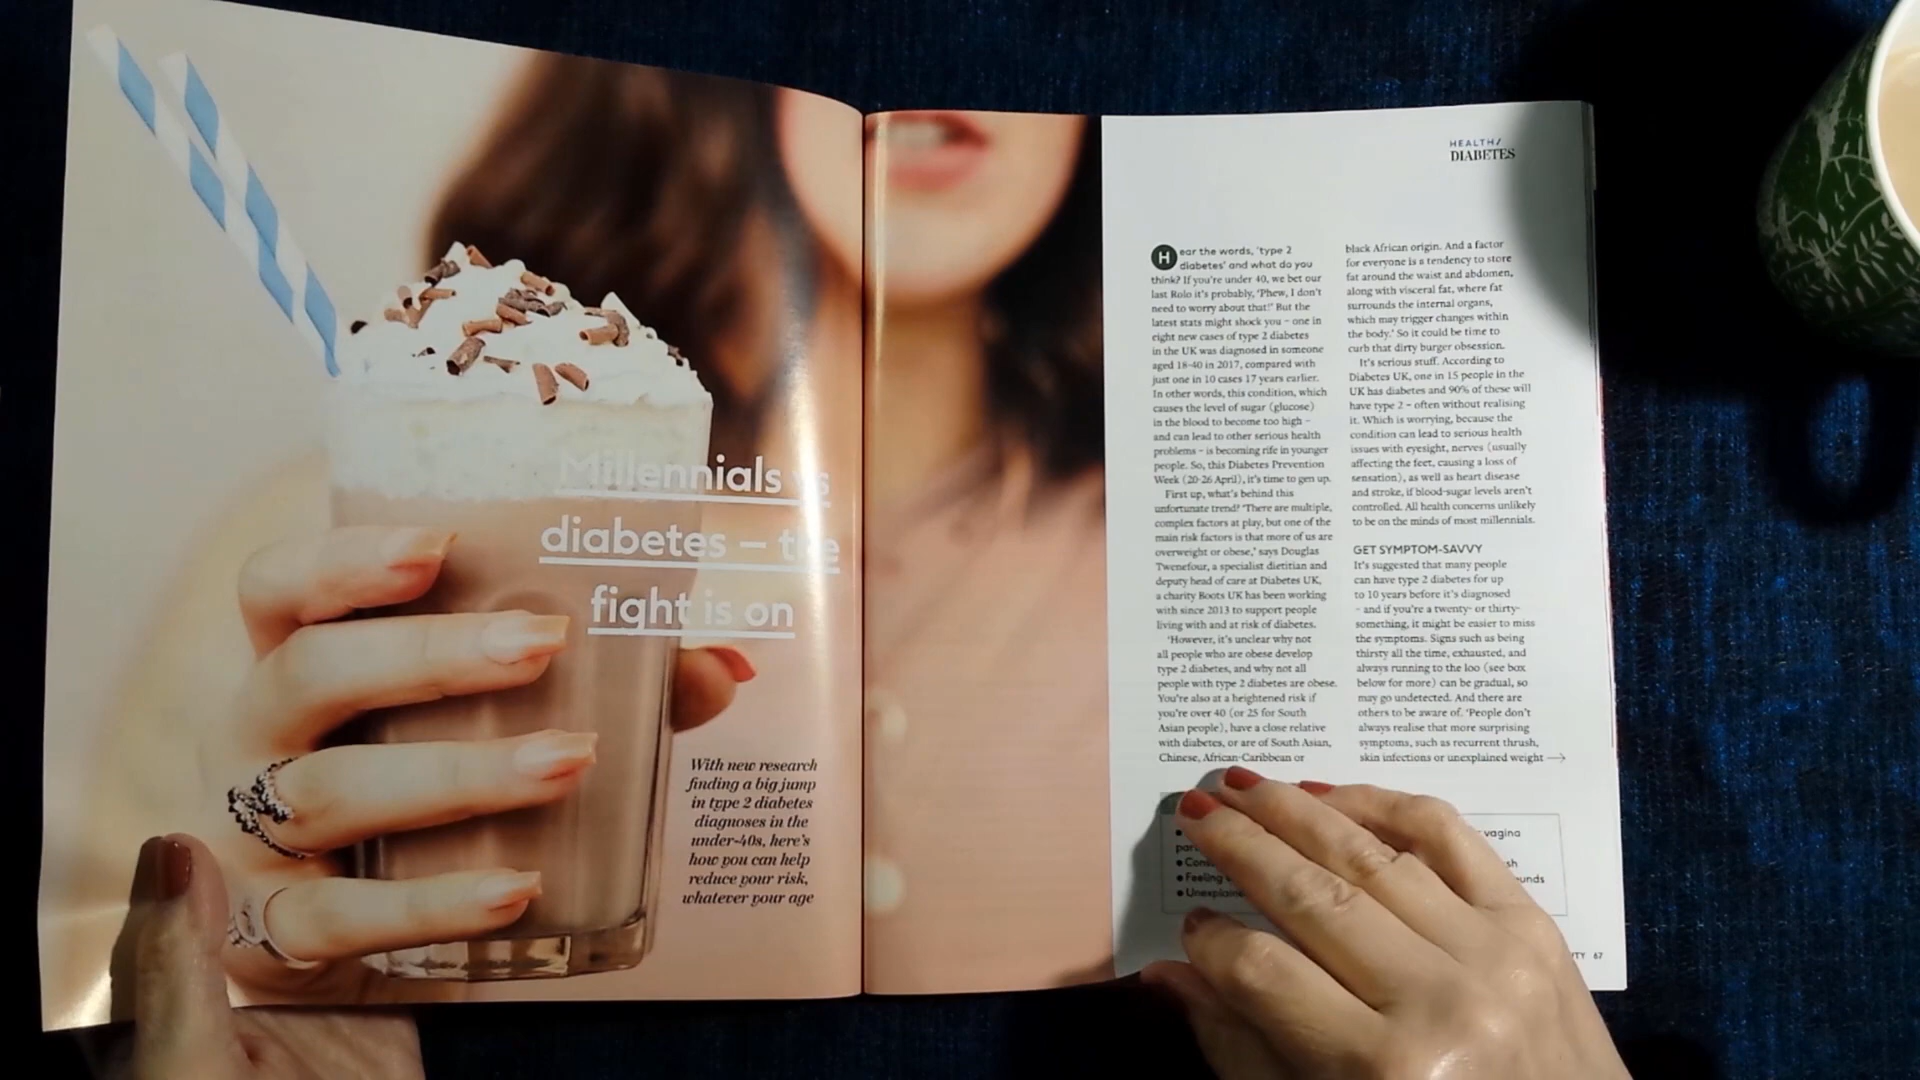 Millennials vs
diabetes – the
fight is on
With new research
finding a big jump
in type 2 diabetes
diagnoses in the
under-40s, here's
how you can help
reduce your risk,
whatever your age
HEALTH/
DIABETES
Hear the words, 'type 2
diabetes' and what do you
think? If you're under 40, we bet our
last Rolo it's probably, 'Phew, I don't
need to worry about that!' But the
latest stats might shock you – one in
eight new cases of type 2 diabetes
in the UK was diagnosed in someone
aged 18-40 in 2017, compared with
just one in 10 cases 17 years earlier.
In other words, this condition, which
causes the level of sugar (glucose)
in the blood to become too high –
and can lead to other serious health
problems – is becoming rife in younger
people. So, this Diabetes Prevention
Week (20-26 April), it's time to gen up.
First up, what's behind this
unfortunate trend? 'There are multiple,
complex factors at play, but one of the
main risk factors is that more of us are
overweight or obese,' says Douglas
Twenefour, a specialist dietitian and
deputy head of care at Diabetes UK,
a charity Boots UK has been working
with since 2013 to support people
living with and at risk of diabetes.
'However, it's unclear why not
all people who are obese develop
type 2 diabetes, and why not all
people with type 2 diabetes are obese.
You're also at a heightened risk if
you're over 40 (or 25 for South
Asian people), have a close relative
with diabetes, or are of South Asian,
Chinese, African-Caribbean or
black African origin. And a factor
for everyone is a tendency to store
fat around the waist and abdomen,
along with visceral fat, where fat
surrounds the internal organs,
which may trigger changes within
the body.' So it could be time to
curb that dirty burger obsession.
It's serious stuff. According to
Diabetes UK, one in 15 people in the
UK has diabetes and 90% of these will
have type 2 – often without realising
it. Which is worrying, because the
condition can lead to serious health
issues with eyesight, nerves (usually
affecting the feet, causing a loss of
sensation), as well as heart disease
and stroke, if blood-sugar levels aren't
controlled. All health concerns unlikely
to be on the minds of most millennials.
GET SYMPTOM-SAVVY
It's suggested that many people
can have type 2 diabetes for up
to 10 years before it's diagnosed
– and if you're a twenty- or thirty-
something, it might be easier to miss
the symptoms. Signs such as being
thirsty all the time, exhausted, and
always running to the loo (see box
below for more) can be gradual, so
may go undetected. And there are
others to be aware of. 'People don't
always realise that more surprising
symptoms, such as recurrent thrush,
skin infections or unexplained weight →
vagina
• Feeling
67